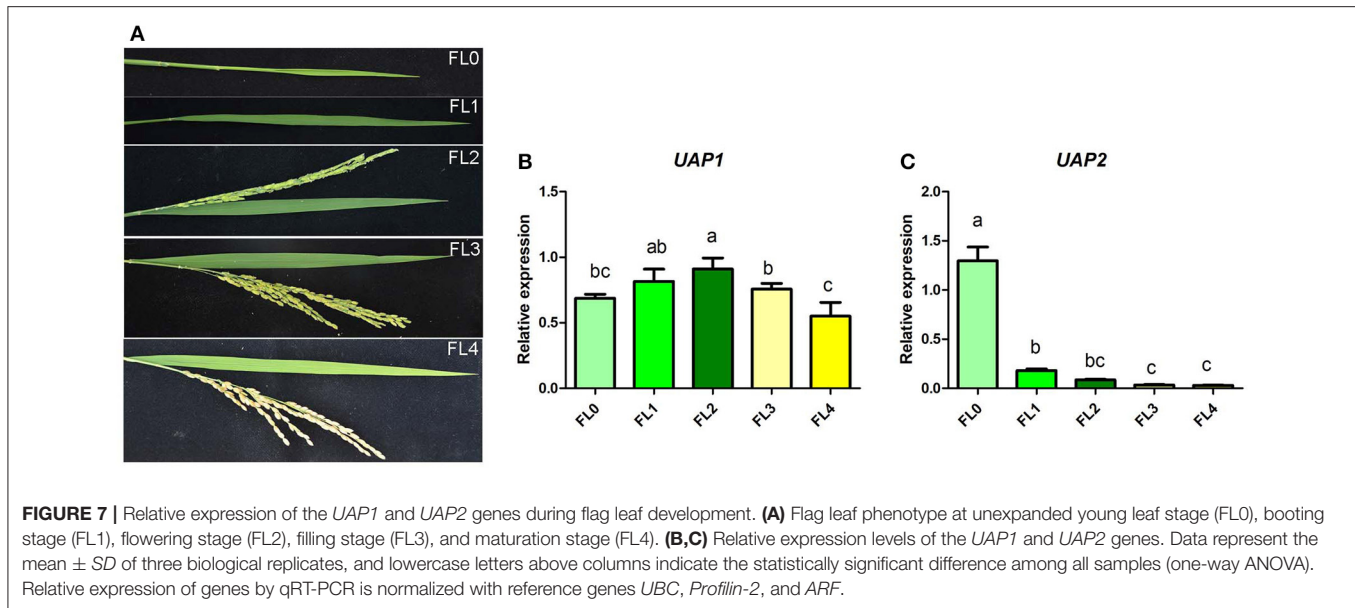 A
FL0
FL1
FL2
FL3
FL4
B
UAP1
Relative expression
1.5
1.0
0.5
0.0
bc
ab
a
b
c
FL0
FL1
FL2
FL3
FL4
C
UAP2
Relative expression
2.0
1.5
1.0
0.5
0.0
a
b
bc
c
c
FL0
FL1
FL2
FL3
FL4
FIGURE 7 | Relative expression of the UAP1 and UAP2 genes during flag leaf development. (A) Flag leaf phenotype at unexpanded young leaf stage (FL0), booting
stage (FL1), flowering stage (FL2), filling stage (FL3), and maturation stage (FL4). (B,C) Relative expression levels of the UAP1 and UAP2 genes. Data represent the
mean ± SD of three biological replicates, and lowercase letters above columns indicate the statistically significant difference among all samples (one-way ANOVA).
Relative expression of genes by qRT-PCR is normalized with reference genes UBC, Profilin-2, and ARF.